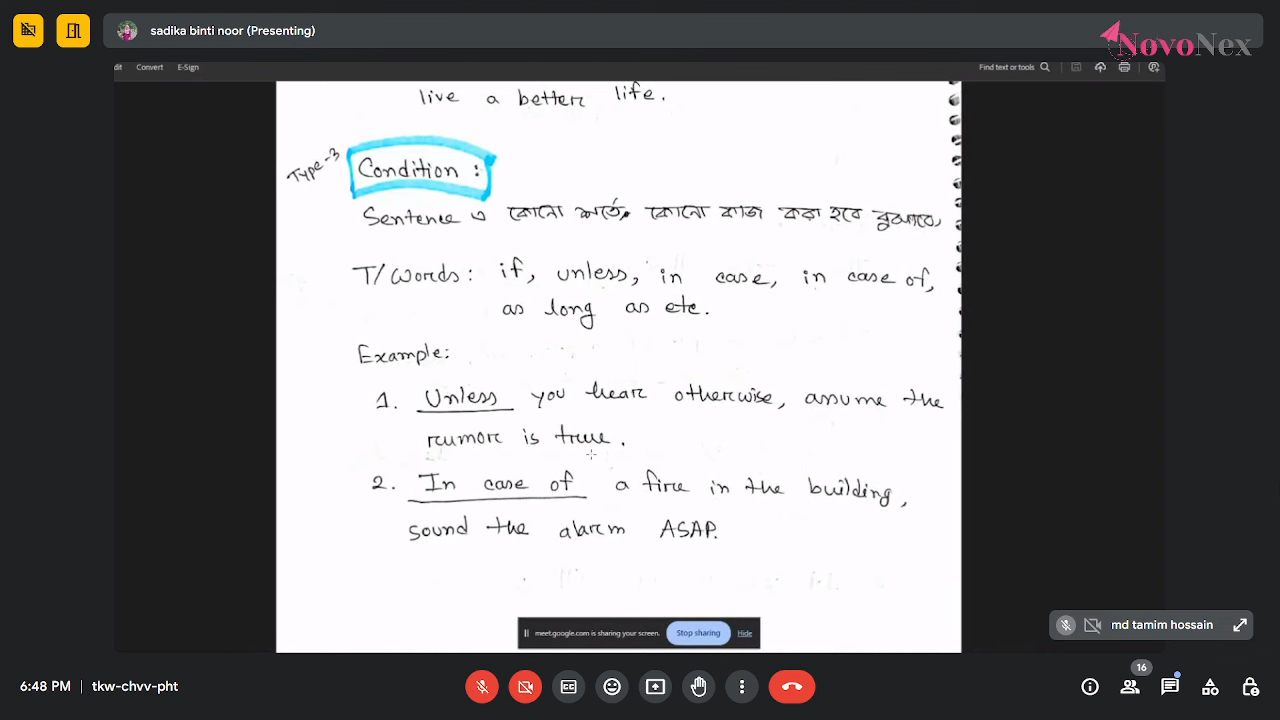 sadika binti noor (Presenting)
NovoNex
dit Convert E-Sign Find text or tools
live a better life.
Type-3
Condition :
Sentence এ কোনো শর্তে কোনো কাজ করা হবে বুঝাবে,
T/words: if, unless, in case, in case of,
as long as etc.
Example:
1. Unless you hear otherwise, assume the
rumor is true.
2. In case of a fire in the building,
sound the alarm ASAP.
meet.google.com is sharing your screen. Stop sharing Hide
md tamim hossain
6:48 PM tkw-chvv-pht
16